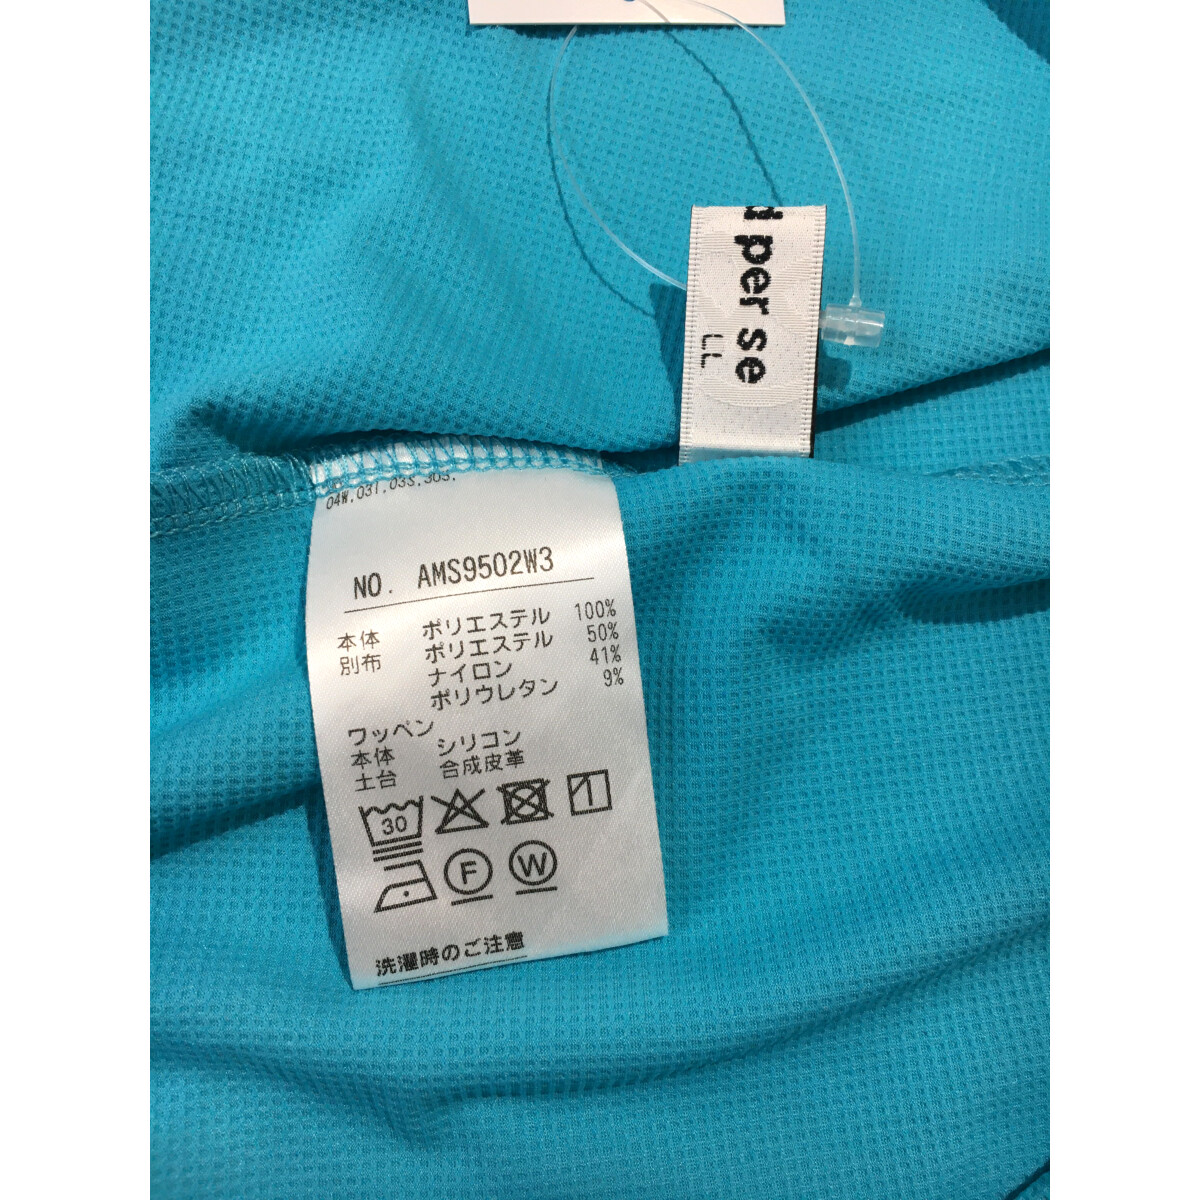 d per se
LL
04W.03I.03S.30S.
NO. AMS9502W3
本体 ポリエステル 100%
別布 ポリエステル 50%
ナイロン 41%
ポリウレタン 9%
ワッペン
本体 シリコン
土台 合成皮革
30
F W
洗濯時のご注意